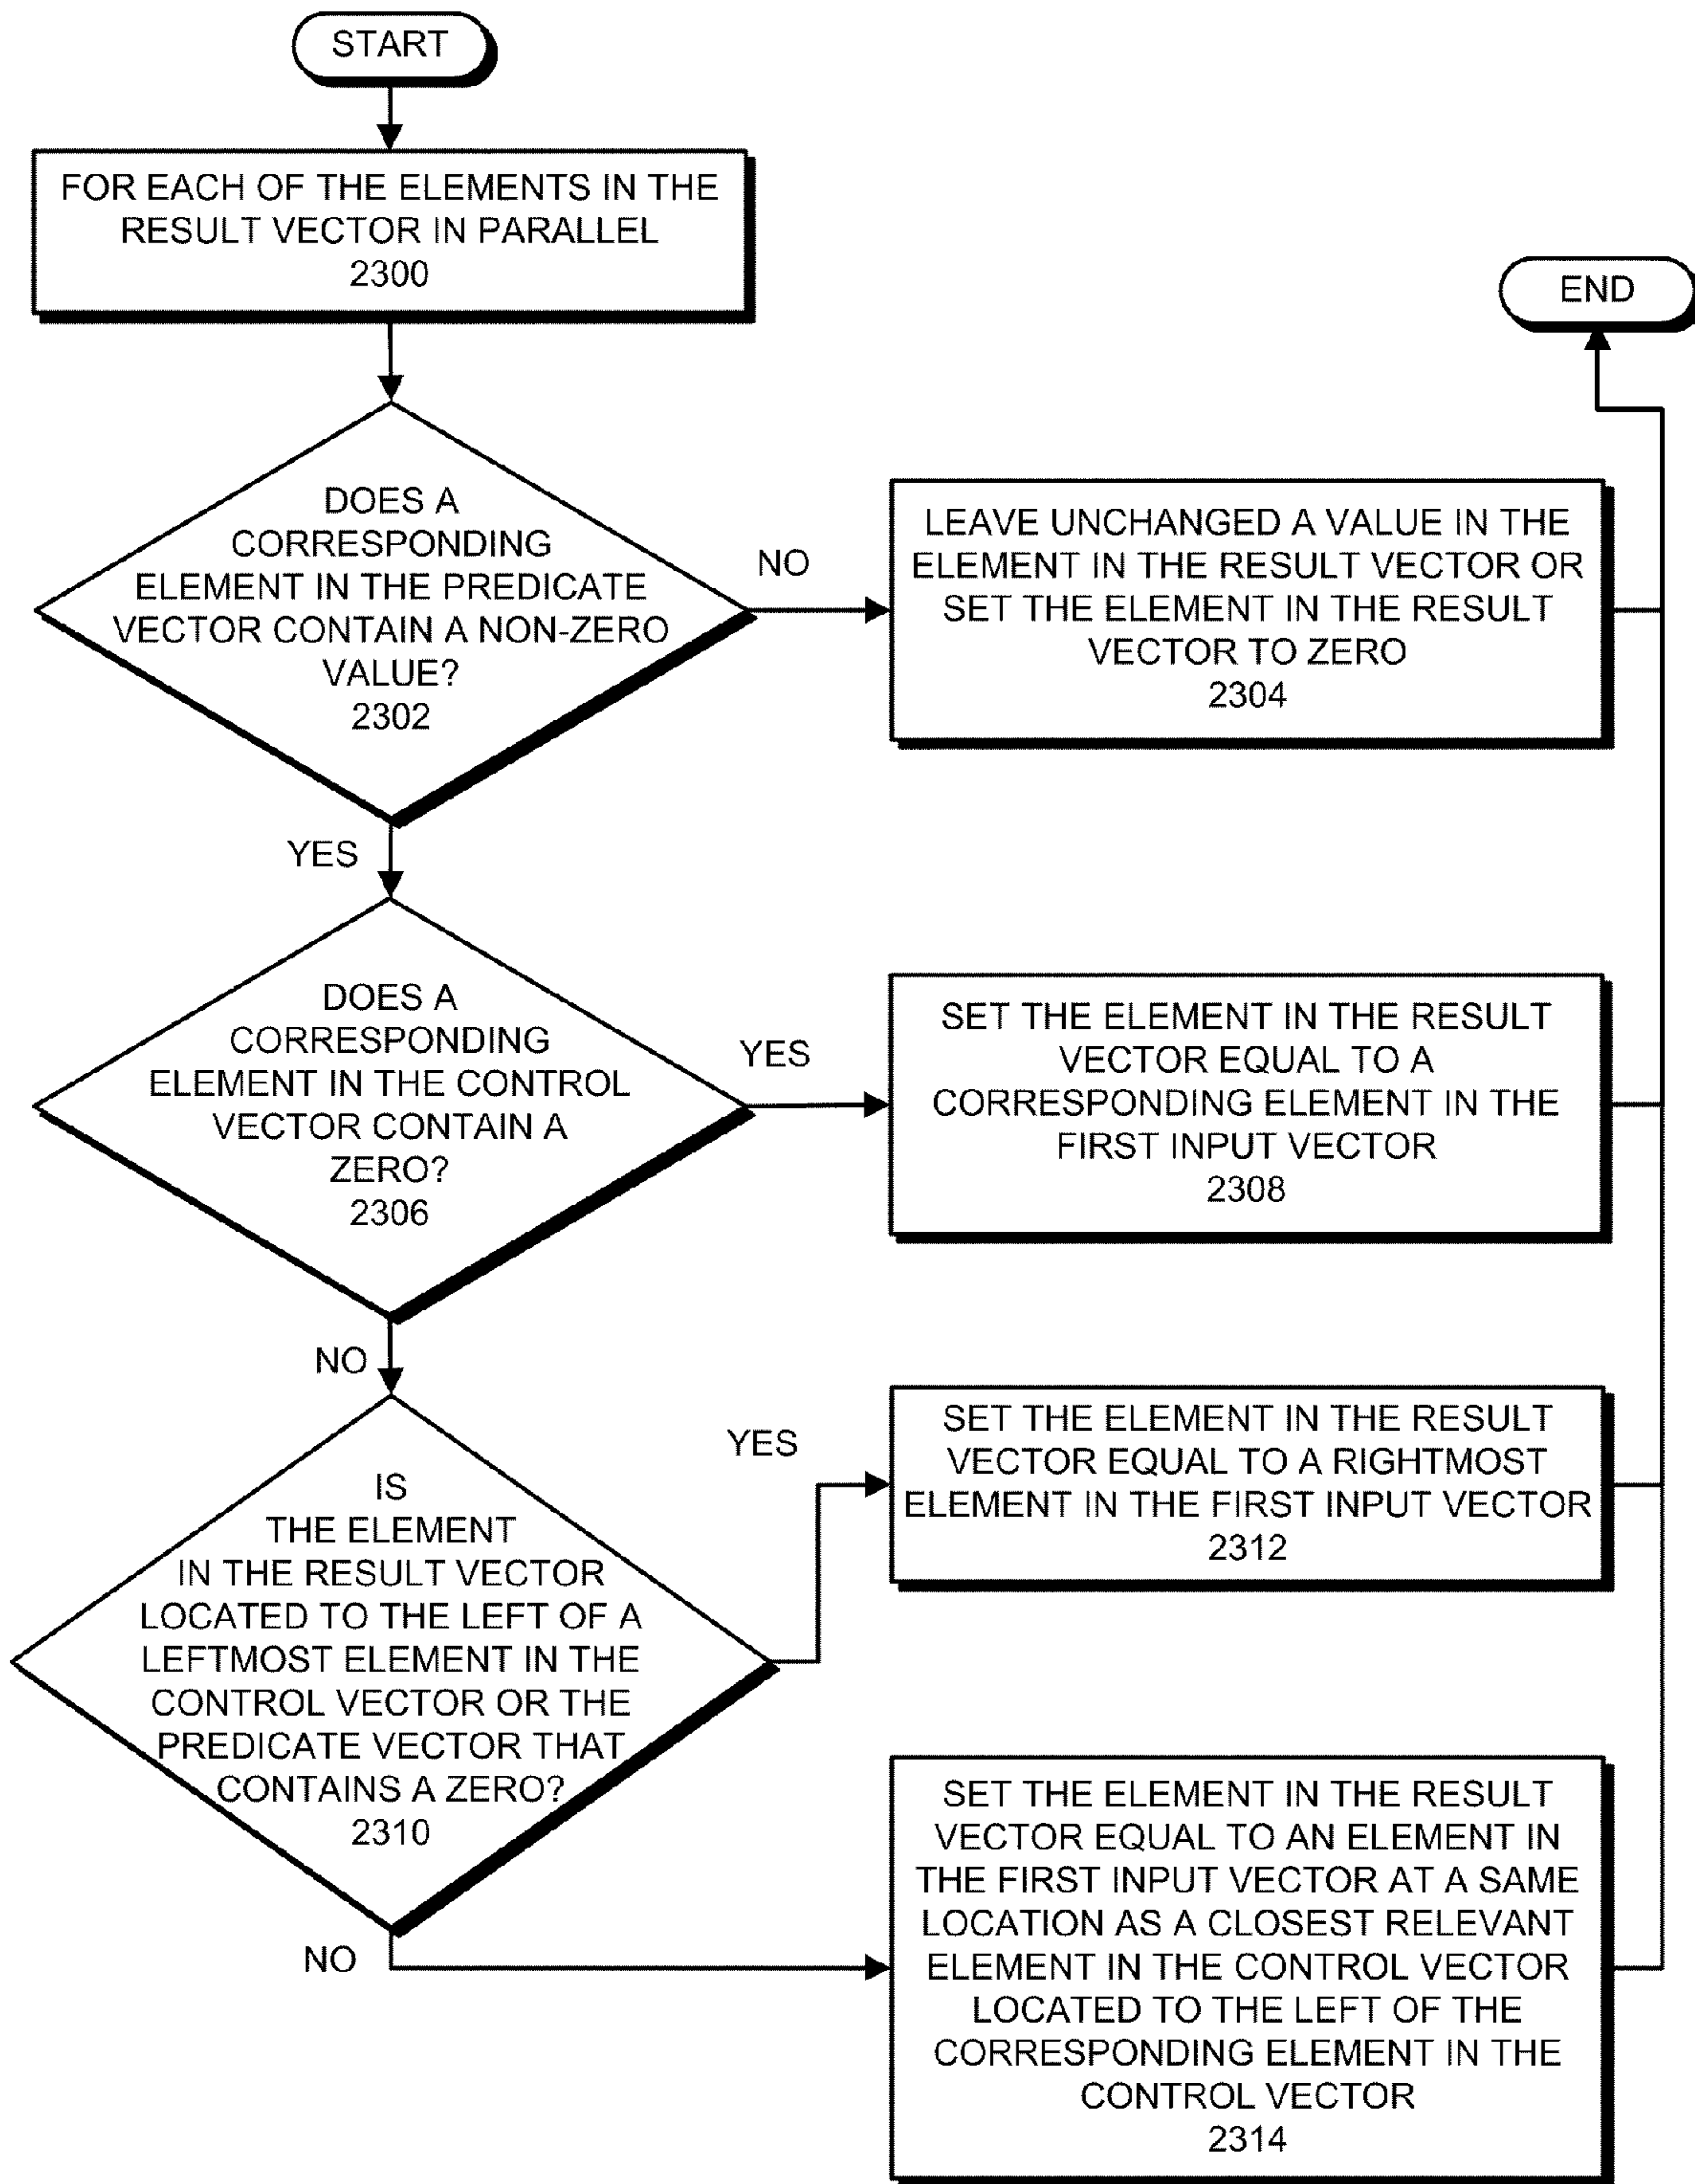 START
FOR EACH OF THE ELEMENTS IN THE
RESULT VECTOR IN PARALLEL
2300
END
DOES A
CORRESPONDING
ELEMENT IN THE PREDICATE
VECTOR CONTAIN A NON-ZERO
VALUE?
2302
NO
LEAVE UNCHANGED A VALUE IN THE
ELEMENT IN THE RESULT VECTOR OR
SET THE ELEMENT IN THE RESULT
VECTOR TO ZERO
2304
YES
DOES A
CORRESPONDING
ELEMENT IN THE CONTROL
VECTOR CONTAIN A
ZERO?
2306
YES
SET THE ELEMENT IN THE RESULT
VECTOR EQUAL TO A
CORRESPONDING ELEMENT IN THE
FIRST INPUT VECTOR
2308
NO
IS
THE ELEMENT
IN THE RESULT VECTOR
LOCATED TO THE LEFT OF A
LEFTMOST ELEMENT IN THE
CONTROL VECTOR OR THE
PREDICATE VECTOR THAT
CONTAINS A ZERO?
2310
YES
SET THE ELEMENT IN THE RESULT
VECTOR EQUAL TO A RIGHTMOST
ELEMENT IN THE FIRST INPUT VECTOR
2312
NO
SET THE ELEMENT IN THE RESULT
VECTOR EQUAL TO AN ELEMENT IN
THE FIRST INPUT VECTOR AT A SAME
LOCATION AS A CLOSEST RELEVANT
ELEMENT IN THE CONTROL VECTOR
LOCATED TO THE LEFT OF THE
CORRESPONDING ELEMENT IN THE
CONTROL VECTOR
2314